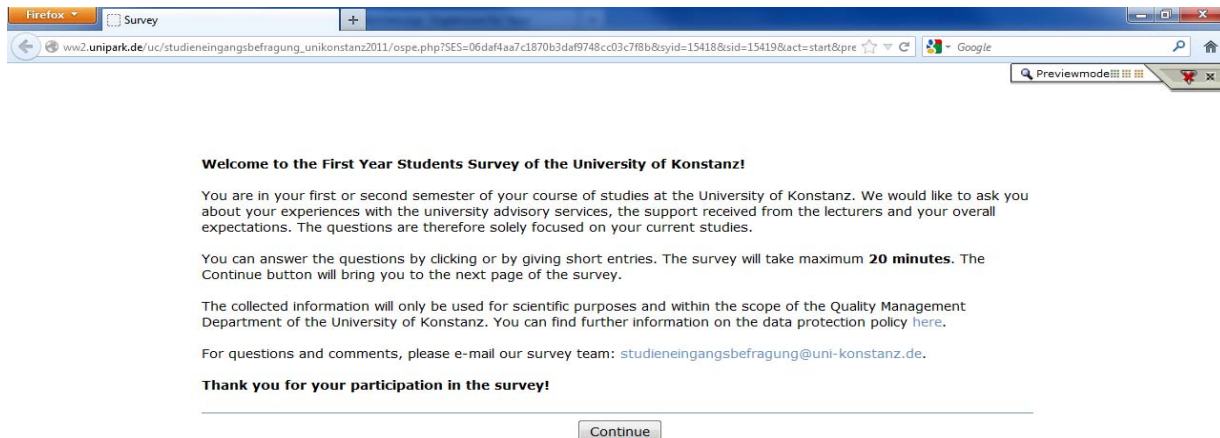 Firefox
Survey
+
ww2.unipark.de/uc/studieneingangsbefragung_unikonstanz2011/ospe.php?SES=06daf4aa7c1870b3daf9748cc03c7f8b&syid=15418&sid=15419&act=start&pre
Google
Previewmode
Welcome to the First Year Students Survey of the University of Konstanz!
You are in your first or second semester of your course of studies at the University of Konstanz. We would like to ask you
about your experiences with the university advisory services, the support received from the lecturers and your overall
expectations. The questions are therefore solely focused on your current studies.
You can answer the questions by clicking or by giving short entries. The survey will take maximum 20 minutes. The
Continue button will bring you to the next page of the survey.
The collected information will only be used for scientific purposes and within the scope of the Quality Management
Department of the University of Konstanz. You can find further information on the data protection policy here.
For questions and comments, please e-mail our survey team: studieneingangsbefragung@uni-konstanz.de.
Thank you for your participation in the survey!
Continue